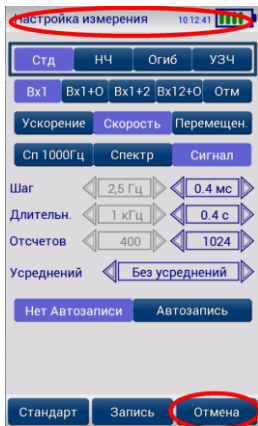 Настройка измерения 10:12:41
Стд НЧ Огиб УЗЧ
Вх1 Вх1+О Вх1+2 Вх12+О Отм
Ускорение Скорость Перемещен.
Сп 1000Гц Спектр Сигнал
Шаг 2,5 Гц 0.4 мс
Длительн. 1 кГц 0.4 с
Отсчетов 400 1024
Усреднений Без усреднений
Нет Автозаписи Автозапись
Стандарт Запись Отмена